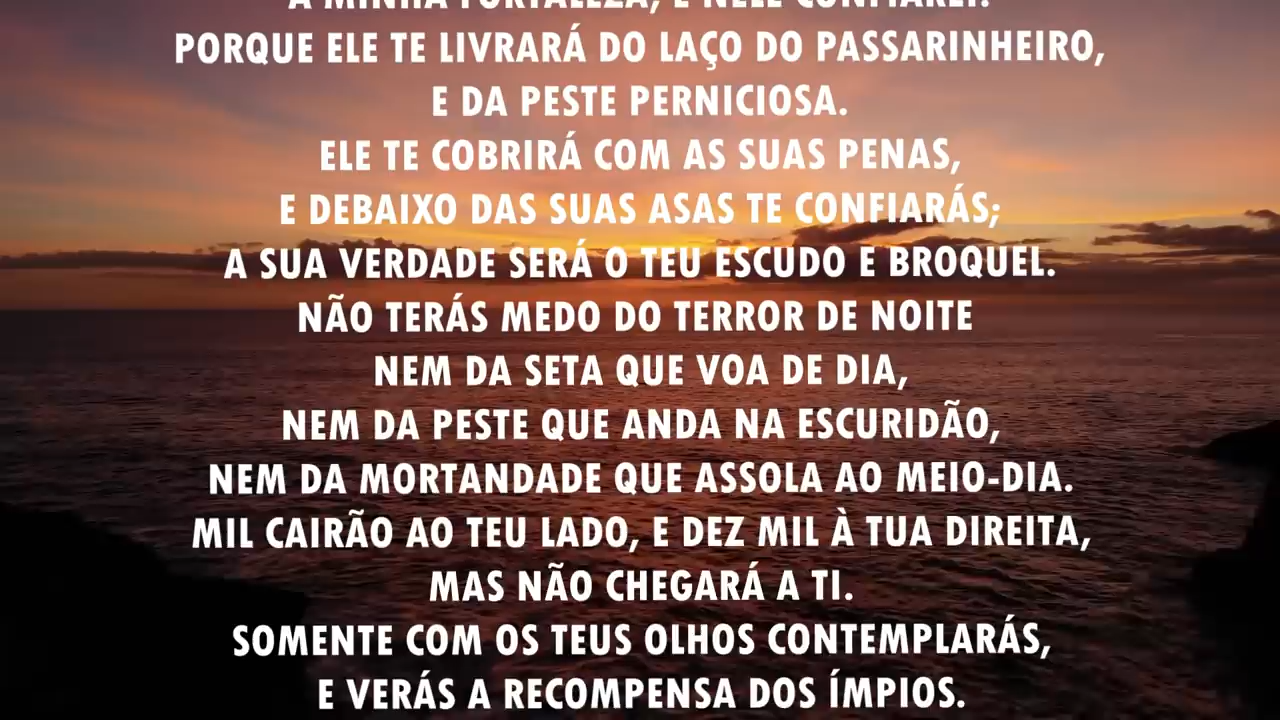 A MINHA FORTALEZA, E NELE CONFIAREI.
PORQUE ELE TE LIVRARÁ DO LAÇO DO PASSARINHEIRO,
E DA PESTE PERNICIOSA.
ELE TE COBRIRÁ COM AS SUAS PENAS,
E DEBAIXO DAS SUAS ASAS TE CONFIARÁS;
A SUA VERDADE SERÁ O TEU ESCUDO E BROQUEL.
NÃO TERÁS MEDO DO TERROR DE NOITE
NEM DA SETA QUE VOA DE DIA,
NEM DA PESTE QUE ANDA NA ESCURIDÃO,
NEM DA MORTANDADE QUE ASSOLA AO MEIO-DIA.
MIL CAIRÃO AO TEU LADO, E DEZ MIL À TUA DIREITA,
MAS NÃO CHEGARÁ A TI.
SOMENTE COM OS TEUS OLHOS CONTEMPLARÁS,
E VERÁS A RECOMPENSA DOS ÍMPIOS.